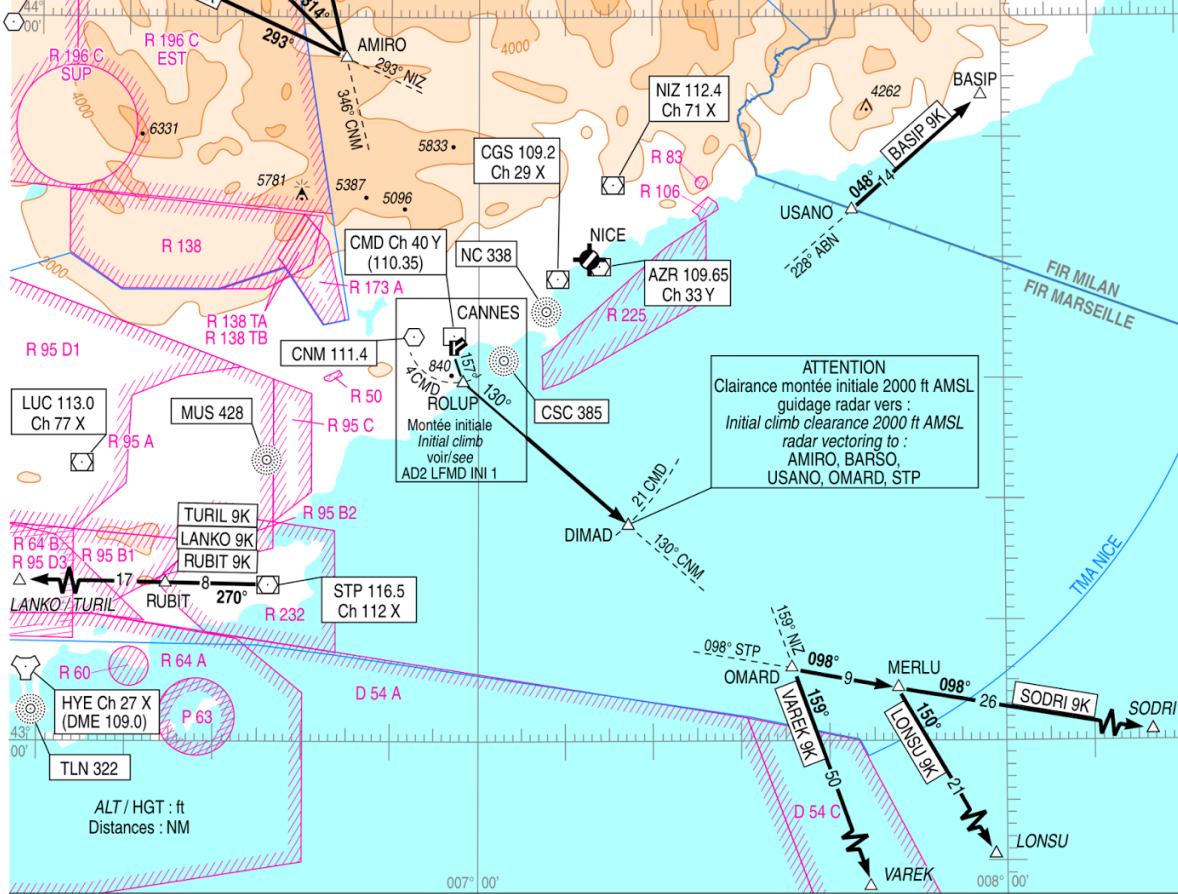 44°
00'
314°
293°
AMIRO
293° NIZ
346° CNM
R 196 C
SUP
R 196 C
EST
4000
4000
6331
5833
5781
5387
5096
2000
NIZ 112.4
Ch 71 X
CGS 109.2
Ch 29 X
R 83
R 106
4262
BASIP
BASIP 9K
048°
14
USANO
228° ABN
FIR MILAN
FIR MARSEILLE
R 138
R 173 A
R 138 TA
R 138 TB
CMD Ch 40 Y
(110.35)
NC 338
NICE
AZR 109.65
Ch 33 Y
R 225
CANNES
CNM 111.4
840
157°
4 CMD
ROLUP
130°
Montée initiale
Initial climb
voir/see
AD2 LFMD INI 1
CSC 385
R 95 D1
R 50
R 95 C
LUC 113.0
Ch 77 X
R 95 A
MUS 428
ATTENTION
Clairance montée initiale 2000 ft AMSL
guidage radar vers :
Initial climb clearance 2000 ft AMSL
radar vectoring to :
AMIRO, BARSO,
USANO, OMARD, STP
21 CMD
DIMAD
130° CNM
TMA NICE
R 95 B2
TURIL 9K
LANKO 9K
RUBIT 9K
R 64 B
R 95 D3
R 95 B1
17
8
270°
LANKO / TURIL
RUBIT
STP 116.5
Ch 112 X
R 232
R 60
R 64 A
HYE Ch 27 X
(DME 109.0)
P 63
TLN 322
D 54 A
43°
00'
159° NIZ
098° STP
OMARD
098°
9
MERLU
098°
26
SODRI 9K
SODRI
159°
VAREK 9K
50
VAREK
150°
LONSU 9K
21
LONSU
D 54 C
ALT / HGT : ft
Distances : NM
007° 00'
008° 00'